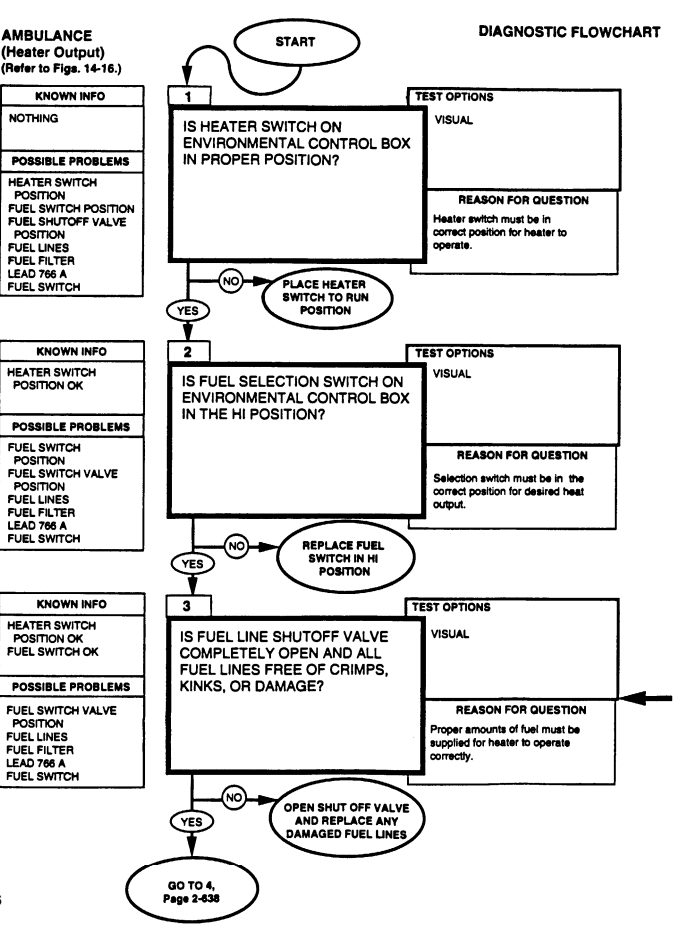 AMBULANCE
(Heater Output)
(Refer to Figs. 14-16.)
DIAGNOSTIC FLOWCHART
START
KNOWN INFO
NOTHING
POSSIBLE PROBLEMS
HEATER SWITCH
POSITION
FUEL SWITCH POSITION
FUEL SHUTOFF VALVE
POSITION
FUEL LINES
FUEL FILTER
LEAD 766 A
FUEL SWITCH
1
IS HEATER SWITCH ON
ENVIRONMENTAL CONTROL BOX
IN PROPER POSITION?
TEST OPTIONS
VISUAL
REASON FOR QUESTION
Heater switch must be in
correct position for heater to
operate.
NO
PLACE HEATER
SWITCH TO RUN
POSITION
YES
KNOWN INFO
HEATER SWITCH
POSITION OK
POSSIBLE PROBLEMS
FUEL SWITCH
POSITION
FUEL SWITCH VALVE
POSITION
FUEL LINES
FUEL FILTER
LEAD 766 A
FUEL SWITCH
2
IS FUEL SELECTION SWITCH ON
ENVIRONMENTAL CONTROL BOX
IN THE HI POSITION?
TEST OPTIONS
VISUAL
REASON FOR QUESTION
Selection switch must be in the
correct position for desired heat
output.
NO
REPLACE FUEL
SWITCH IN HI
POSITION
YES
KNOWN INFO
HEATER SWITCH
POSITION OK
FUEL SWITCH OK
POSSIBLE PROBLEMS
FUEL SWITCH VALVE
POSITION
FUEL LINES
FUEL FILTER
LEAD 766 A
FUEL SWITCH
3
IS FUEL LINE SHUTOFF VALVE
COMPLETELY OPEN AND ALL
FUEL LINES FREE OF CRIMPS,
KINKS, OR DAMAGE?
TEST OPTIONS
VISUAL
REASON FOR QUESTION
Proper amounts of fuel must be
supplied for heater to operate
correctly.
NO
OPEN SHUT OFF VALVE
AND REPLACE ANY
DAMAGED FUEL LINES
YES
GO TO 4,
Page 2-638